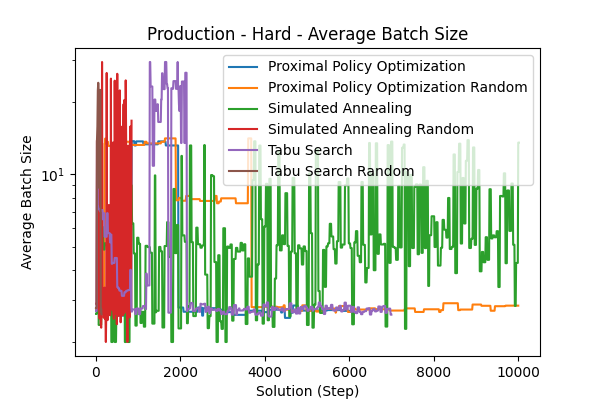 Production - Hard - Average Batch Size
Proximal Policy Optimization
Proximal Policy Optimization Random
Simulated Annealing
Simulated Annealing Random
Tabu Search
Tabu Search Random
Average Batch Size
10¹
0 2000 4000 6000 8000 10000
Solution (Step)